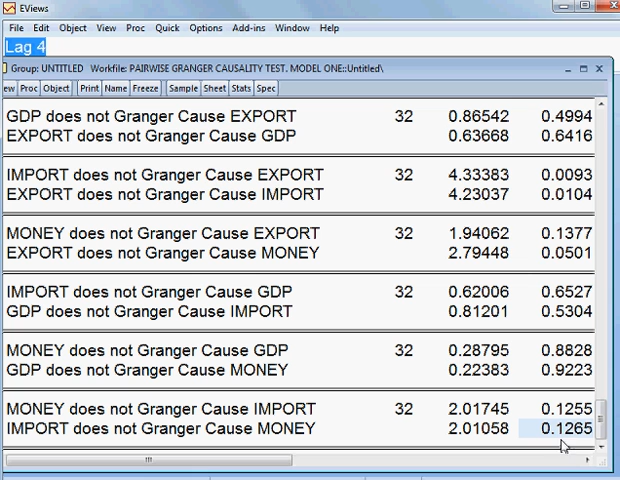 EViews
File Edit Object View Proc Quick Options Add-ins Window Help
Lag 4
Group: UNTITLED Workfile: PAIRWISE GRANGER CAUSALITY TEST. MODEL ONE::Untitled\
ew Proc Object Print Name Freeze Sample Sheet Stats Spec
GDP does not Granger Cause EXPORT 32 0.86542 0.4994
EXPORT does not Granger Cause GDP 0.63668 0.6416
IMPORT does not Granger Cause EXPORT 32 4.33383 0.0093
EXPORT does not Granger Cause IMPORT 4.23037 0.0104
MONEY does not Granger Cause EXPORT 32 1.94062 0.1377
EXPORT does not Granger Cause MONEY 2.79448 0.0501
IMPORT does not Granger Cause GDP 32 0.62006 0.6527
GDP does not Granger Cause IMPORT 0.81201 0.5304
MONEY does not Granger Cause GDP 32 0.28795 0.8828
GDP does not Granger Cause MONEY 0.22383 0.9223
MONEY does not Granger Cause IMPORT 32 2.01745 0.1255
IMPORT does not Granger Cause MONEY 2.01058 0.1265